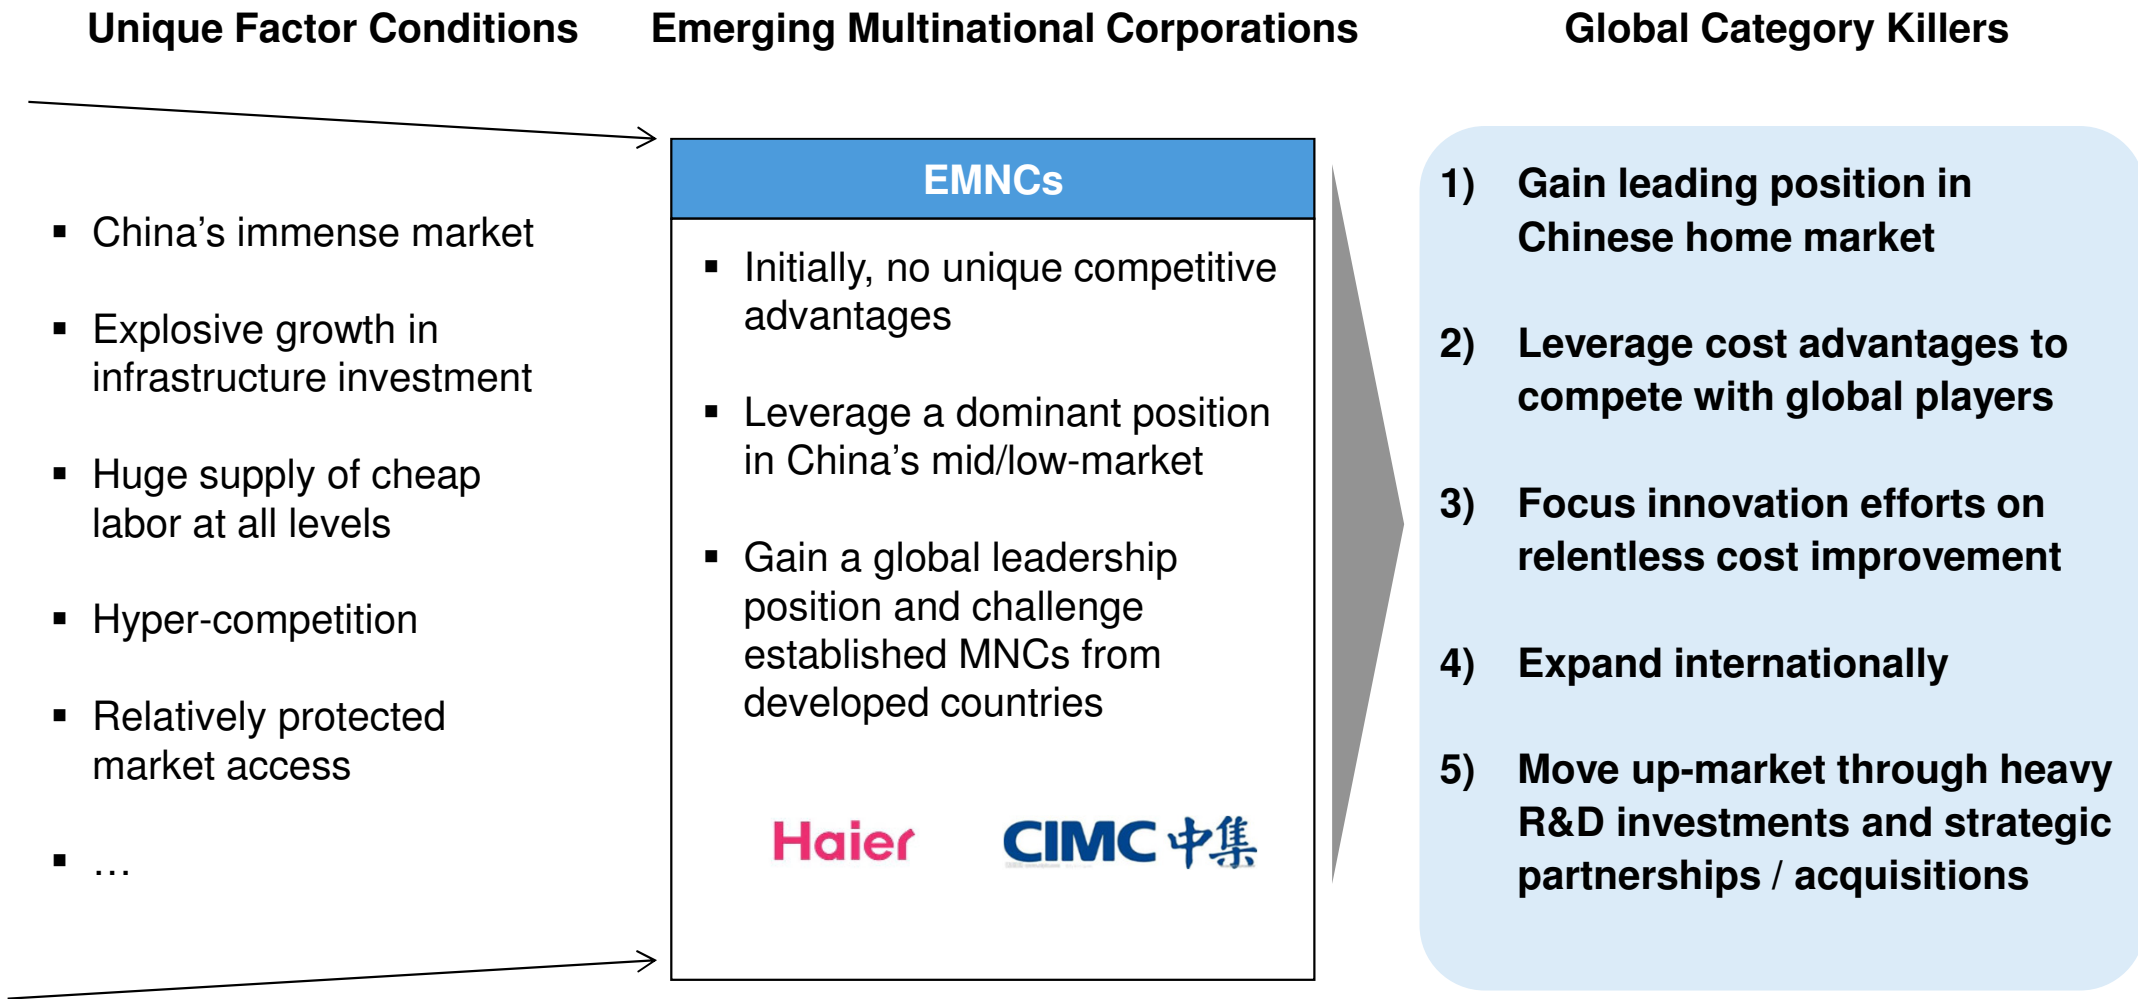 Unique Factor Conditions
Emerging Multinational Corporations
Global Category Killers
▪ China’s immense market
▪ Explosive growth in
infrastructure investment
▪ Huge supply of cheap
labor at all levels
▪ Hyper-competition
▪ Relatively protected
market access
▪ …
EMNCs
▪ Initially, no unique competitive
advantages
▪ Leverage a dominant position
in China’s mid/low-market
▪ Gain a global leadership
position and challenge
established MNCs from
developed countries
Haier
CIMC 中集
1) Gain leading position in
Chinese home market
2) Leverage cost advantages to
compete with global players
3) Focus innovation efforts on
relentless cost improvement
4) Expand internationally
5) Move up-market through heavy
R&D investments and strategic
partnerships / acquisitions